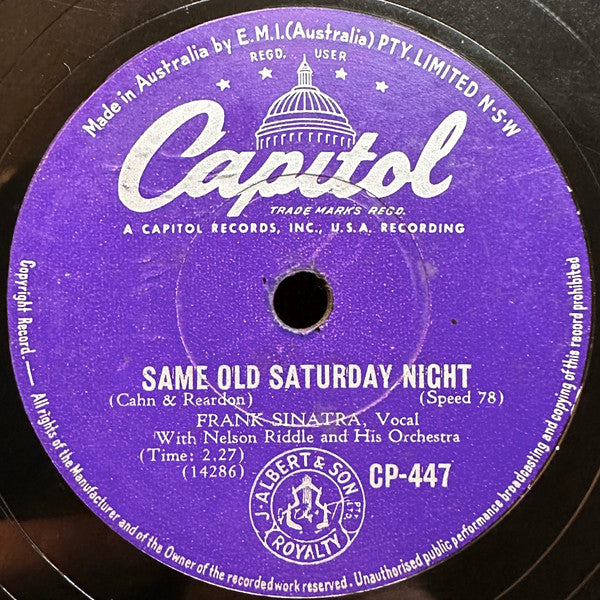 Made in Australia by E.M.I.(Australia) PTY. LIMITED N·S·W
REGD. USER
Capitol
TRADE MARKS REGD.
A CAPITOL RECORDS, INC., U.S.A. RECORDING
SAME OLD SATURDAY NIGHT
(Cahn & Reardon) (Speed 78)
FRANK SINATRA, Vocal
With Nelson Riddle and His Orchestra
(Time: 2.27)
(14286)
CP-447
J. ALBERT & SON PTY. LTD.
ROYALTY
Copyright Record.— All rights of the Manufacturer and of the Owner of the recorded work reserved. Unauthorised public performance broadcasting and copying of this record prohibited